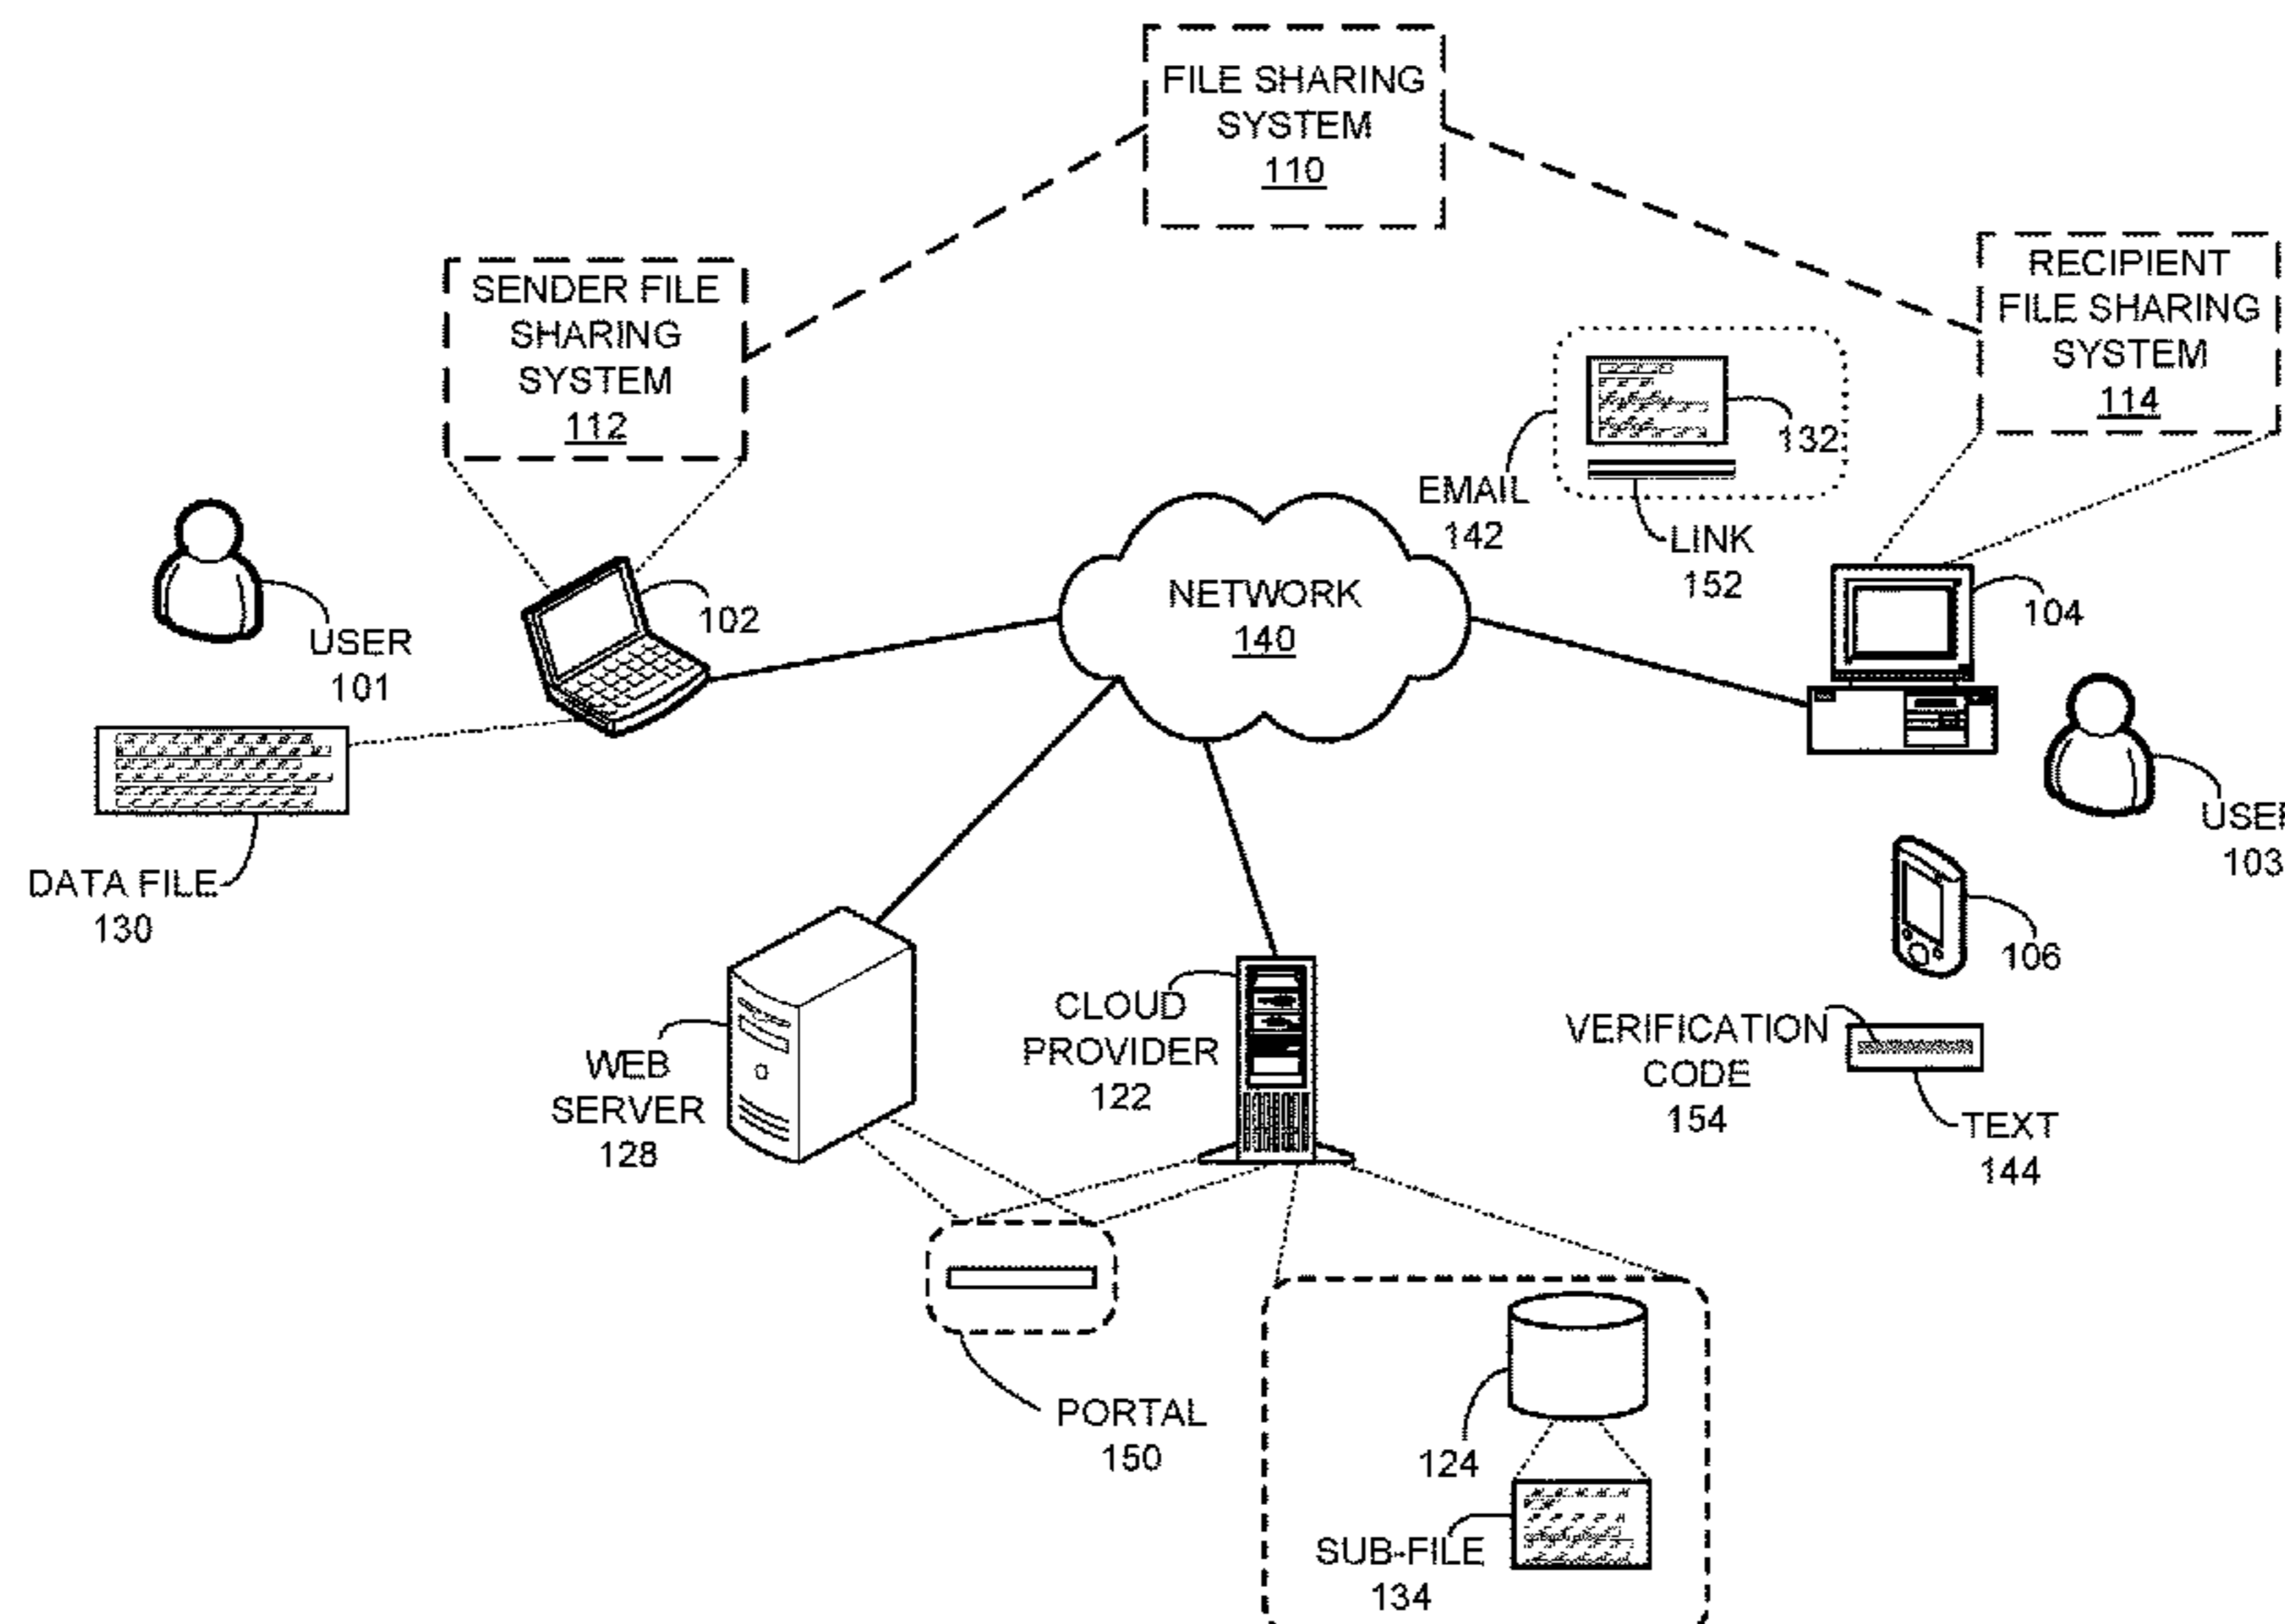 FILE SHARING
SYSTEM
110
SENDER FILE
SHARING
SYSTEM
112
RECIPIENT
FILE SHARING
SYSTEM
114
132
EMAIL
142
LINK
152
NETWORK
140
102
104
USER
101
USER
103
DATA FILE
130
106
WEB
SERVER
128
CLOUD
PROVIDER
122
VERIFICATION
CODE
154
TEXT
144
PORTAL
150
124
SUB-FILE
134